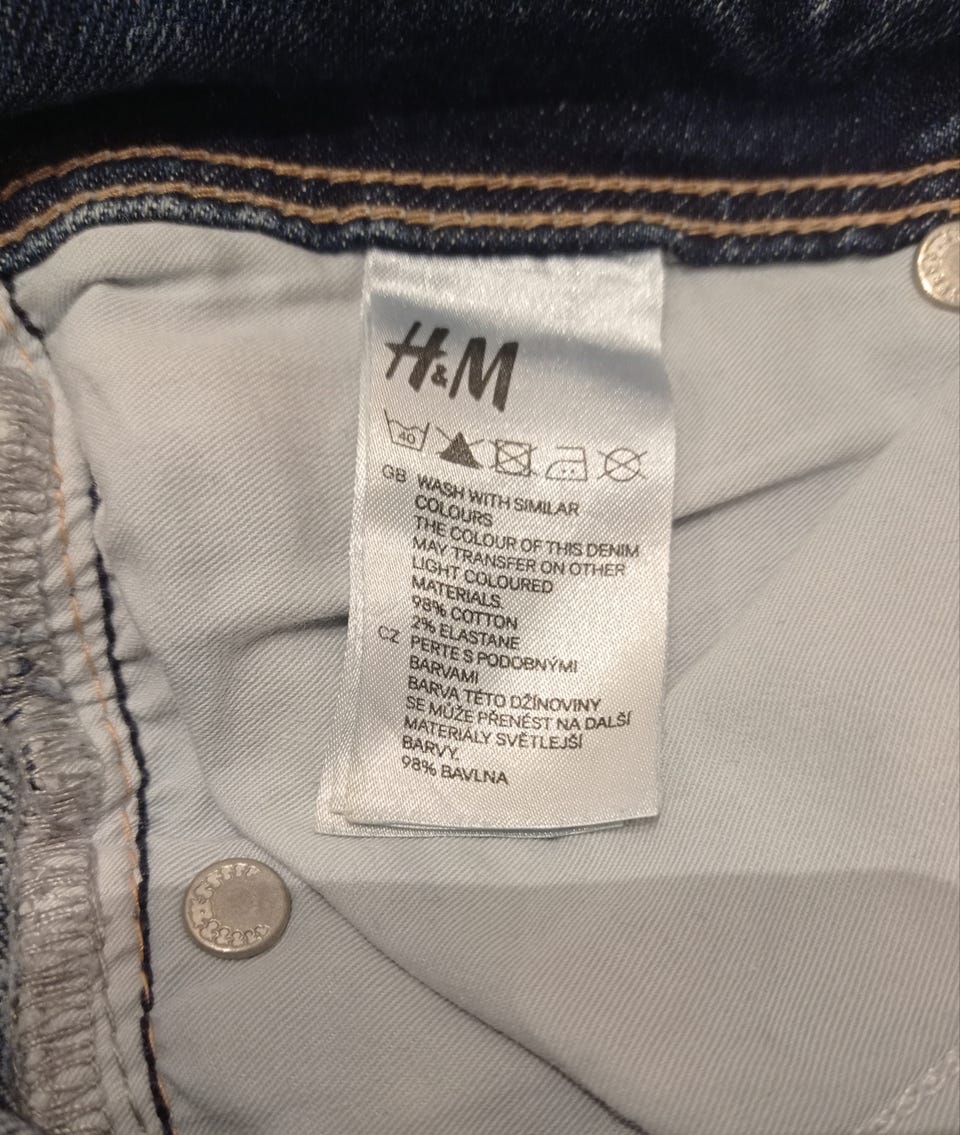 H&M
40
GB WASH WITH SIMILAR
COLOURS
THE COLOUR OF THIS DENIM
MAY TRANSFER ON OTHER
LIGHT COLOURED
MATERIALS.
98% COTTON
2% ELASTANE
CZ PERTE S PODOBNÝMI
BARVAMI
BARVA TÉTO DŽÍNOVINY
SE MŮŽE PŘENÉST NA DALŠÍ
MATERIÁLY SVĚTLEJŠÍ
BARVY.
98% BAVLNA